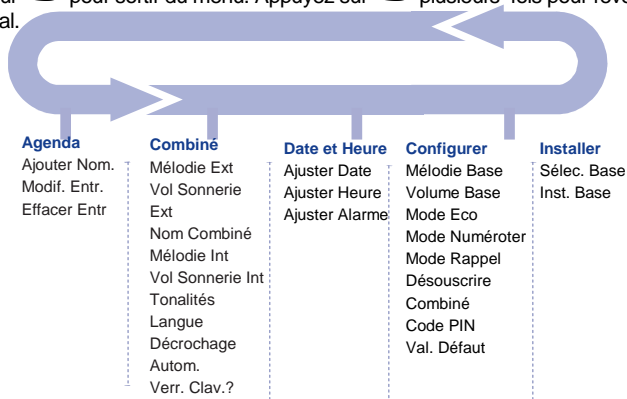 pour sortir du menu. Appuyez sur plusieurs fois pour
al.
Agenda
Ajouter Nom.
Modif. Entr.
Effacer Entr
Combiné
Mélodie Ext
Vol Sonnerie
Ext
Nom Combiné
Mélodie Int
Vol Sonnerie Int
Tonalités
Langue
Décrochage
Autom.
Verr. Clav.?
Date et Heure
Ajuster Date
Ajuster Heure
Ajuster Alarme
Configurer
Mélodie Base
Volume Base
Mode Eco
Mode Numéroter
Mode Rappel
Désouscrire
Combiné
Code PIN
Val. Défaut
Installer
Sélec. Base
Inst. Base